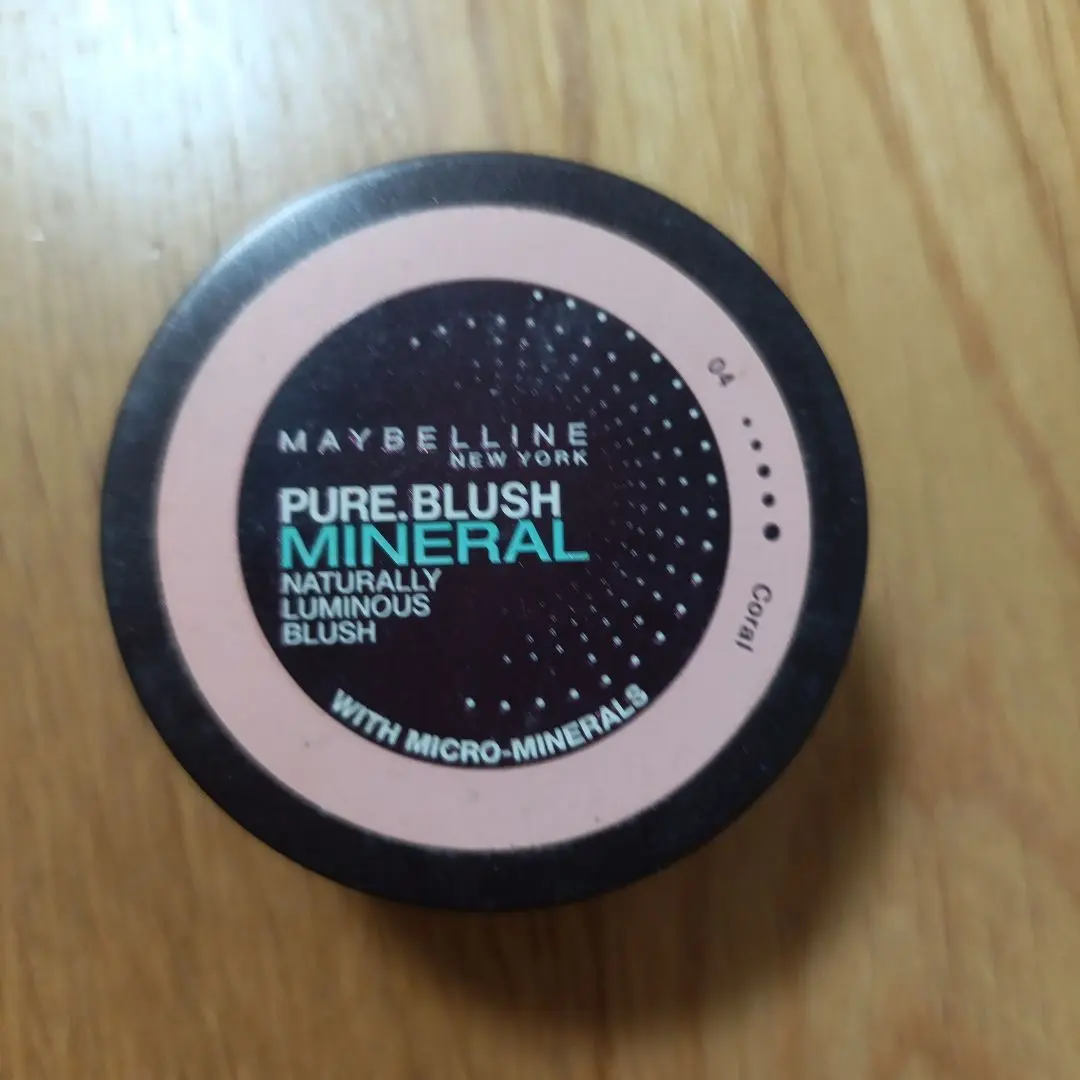 MAYBELLINE
NEW YORK
PURE.BLUSH
MINERAL
NATURALLY
LUMINOUS
BLUSH
WITH MICRO-MINERALS
04
Coral